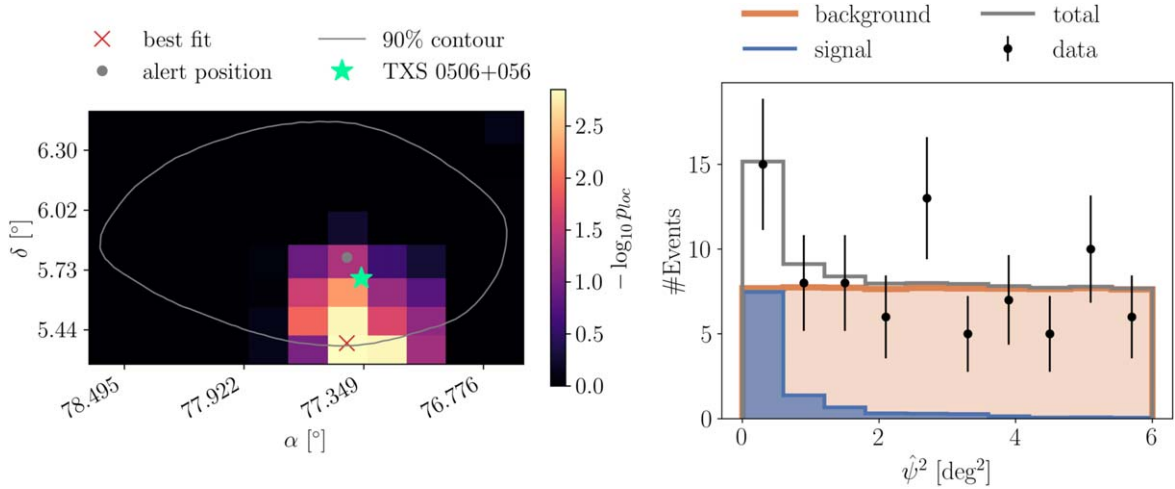 best fit
90% contour
alert position
TXS 0506+056
6.30
6.02
5.73
5.44
δ [°]
78.495
77.922
77.349
76.776
α [°]
2.5
2.0
1.5
1.0
0.5
0.0
−log₁₀ p_loc
background
total
signal
data
15
10
5
0
#Events
0
2
4
6
ψ̂² [deg²]